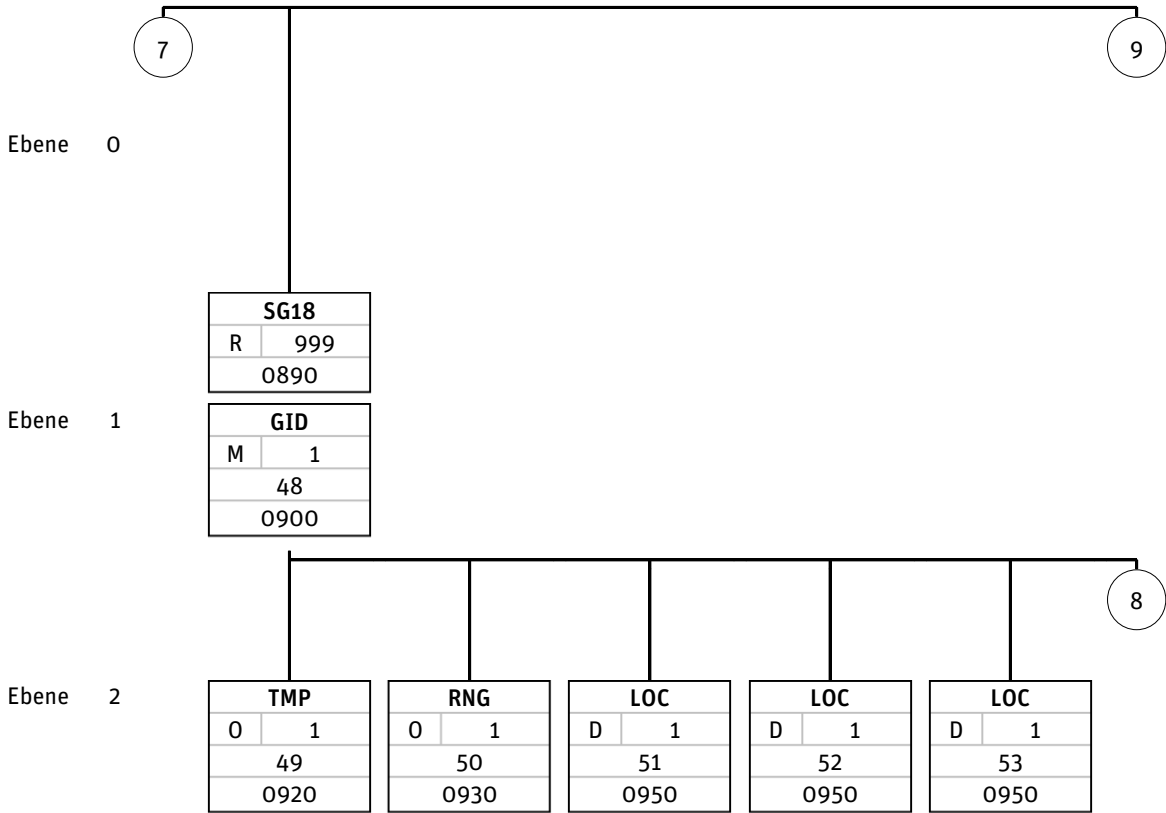 7 9
Ebene 0
SG18
R 999
0890
Ebene 1
GID
M 1
48
0900
8
Ebene 2
TMP RNG LOC LOC LOC
O 1 O 1 D 1 D 1 D 1
49 50 51 52 53
0920 0930 0950 0950 0950